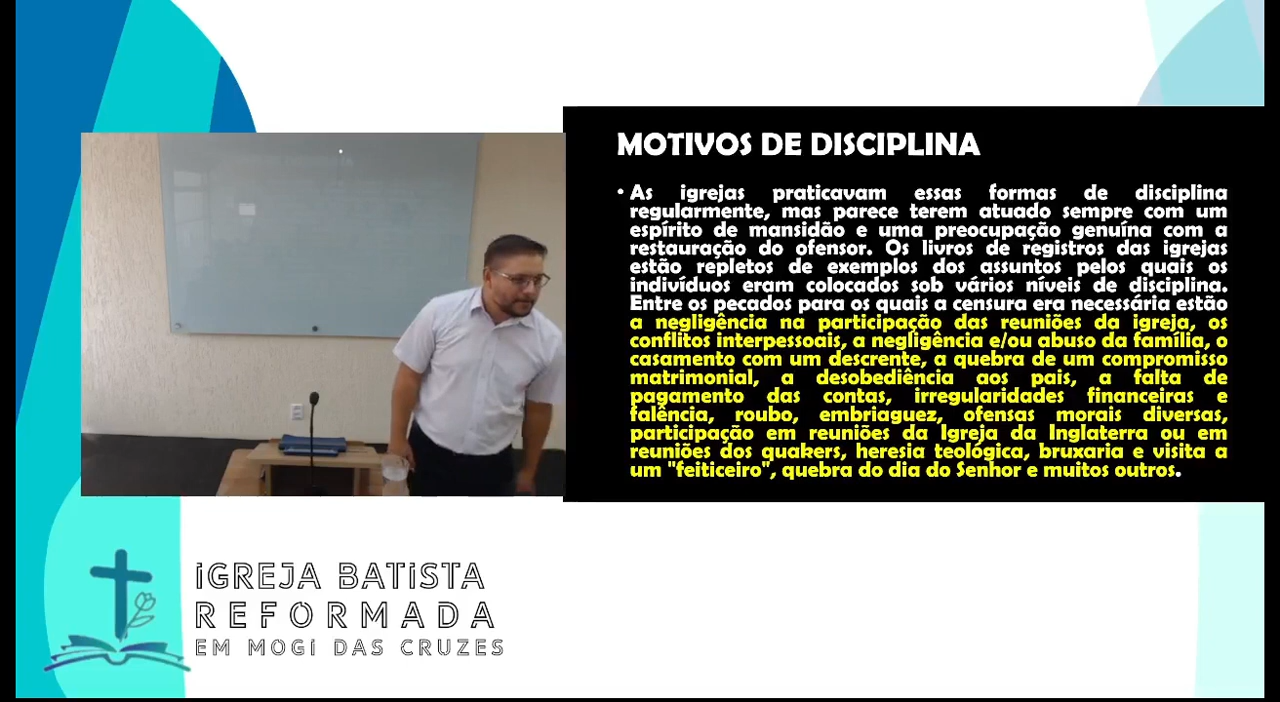 MOTIVOS DE DISCIPLINA
• As igrejas praticavam essas formas de disciplina
regularmente, mas parece terem atuado sempre com um
espírito de mansidão e uma preocupação genuína com a
restauração do ofensor. Os livros de registros das igrejas
estão repletos de exemplos dos assuntos pelos quais os
indivíduos eram colocados sob vários níveis de disciplina.
Entre os pecados para os quais a censura era necessária estão
a negligência na participação das reuniões da igreja, os
conflitos interpessoais, a negligência e/ou abuso da família, o
casamento com um descrente, a quebra de um compromisso
matrimonial, a desobediência aos pais, a falta de
pagamento das contas, irregularidades financeiras e
falência, roubo, embriaguez, ofensas morais diversas,
participação em reuniões da Igreja da Inglaterra ou em
reuniões dos quakers, heresia teológica, bruxaria e visita a
um "feiticeiro", quebra do dia do Senhor e muitos outros.
IGREJA BATISTA
REFORMADA
EM MOGI DAS CRUZES